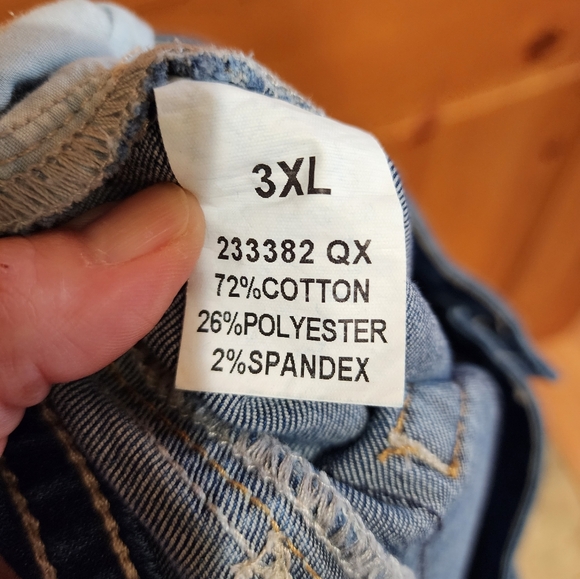 3XL
233382 QX
72%COTTON
26%POLYESTER
2%SPANDEX